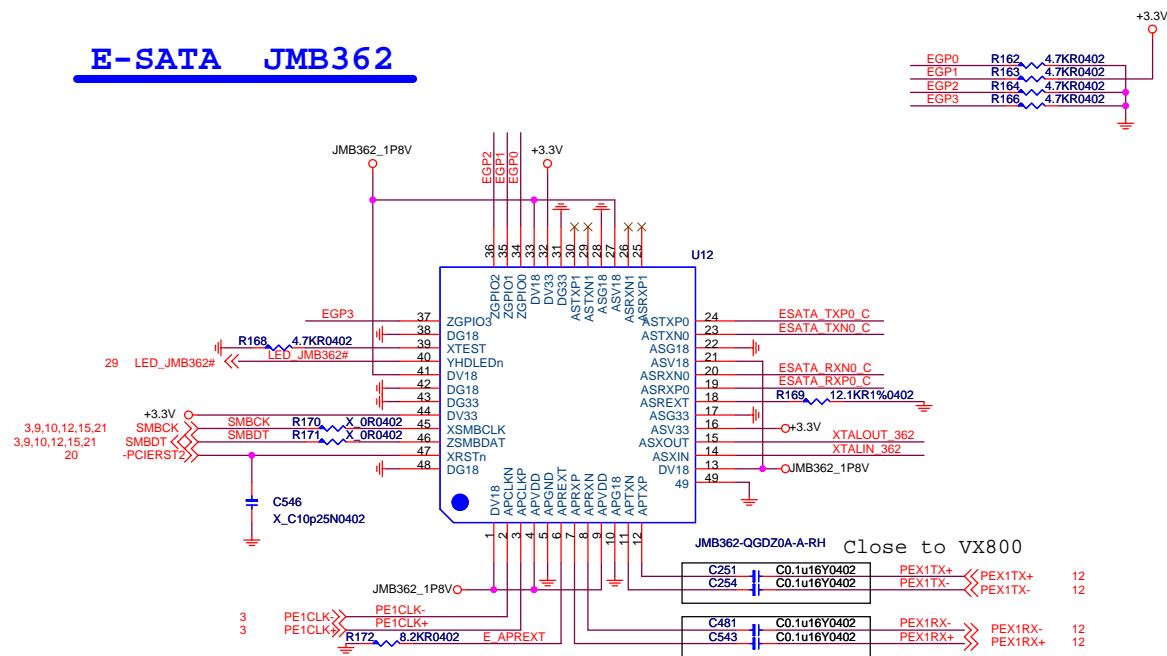 E-SATA JMB362
+3.3V
EGP0 R162 4.7KR0402
EGP1 R163 4.7KR0402
EGP2 R164 4.7KR0402
EGP3 R166 4.7KR0402
JMB362_1P8V
+3.3V
EGP2
EGP1
EGP0
36
35
34
33
32
31
30
29
28
27
26
25
U12
ZGPIO2
ZGPIO1
ZGPIO0
DV18
DV33
DG33
ASTXP1
ASTXN1
ASG18
ASV18
ASRXN1
ASRXP1
EGP3 37 ZGPIO3
38 DG18
R168 4.7KR0402 39 XTEST
29 LED_JMB362# LED_JMB362# 40 YHDLEDn
41 DV18
42 DG18
43 DG33
+3.3V 44 DV33
3,9,10,12,15,21 SMBCK SMBCK R170 X_0R0402 45 XSMBCLK
3,9,10,12,15,21 SMBDT SMBDT R171 X_0R0402 46 ZSMBDAT
20 -PCIERST2 47 XRSTn
48 DG18
ASTXP0 24 ESATA_TXP0_C
ASTXN0 23 ESATA_TXN0_C
ASG18 22
ASV18 21
ASRXN0 20 ESATA_RXN0_C
ASRXP0 19 ESATA_RXP0_C
ASREXT 18 R169 12.1KR1%0402
ASG33 17
ASV33 16 +3.3V
ASXOUT 15 XTALOUT_362
ASXIN 14 XTALIN_362
DV18 13 JMB362_1P8V
49 49
C546
X_C10p25N0402
DV18
APCLKN
APCLKP
APVDD
APGND
APREXT
APRXP
APRXN
APVDD
APG18
APTXN
APTXP
1
2
3
4
5
6
7
8
9
10
11
12
JMB362-QGDZ0A-A-RH
Close to VX800
JMB362_1P8V
C251 C0.1u16Y0402 PEX1TX+ PEX1TX+ 12
C254 C0.1u16Y0402 PEX1TX- PEX1TX- 12
3 PE1CLK- PE1CLK-
3 PE1CLK+ PE1CLK+
R172 8.2KR0402 E_APREXT
C481 C0.1u16Y0402 PEX1RX- PEX1RX- 12
C543 C0.1u16Y0402 PEX1RX+ PEX1RX+ 12